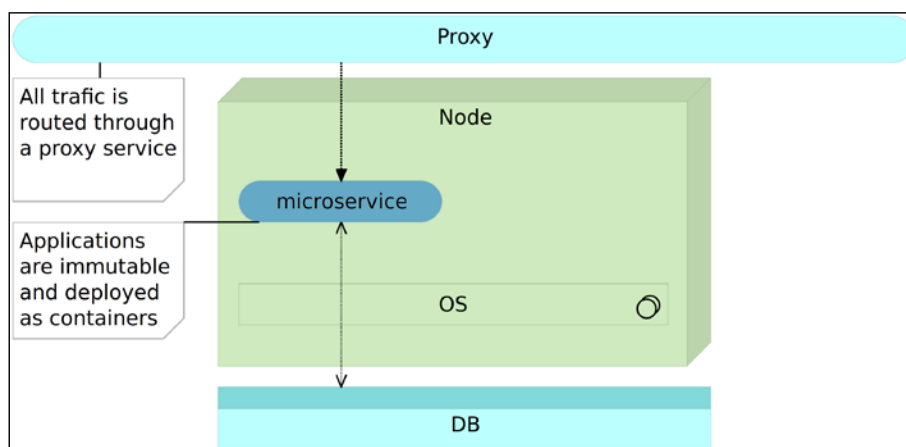 Proxy
All trafic is
routed through
a proxy service
Node
microservice
Applications
are immutable
and deployed
as containers
OS
DB